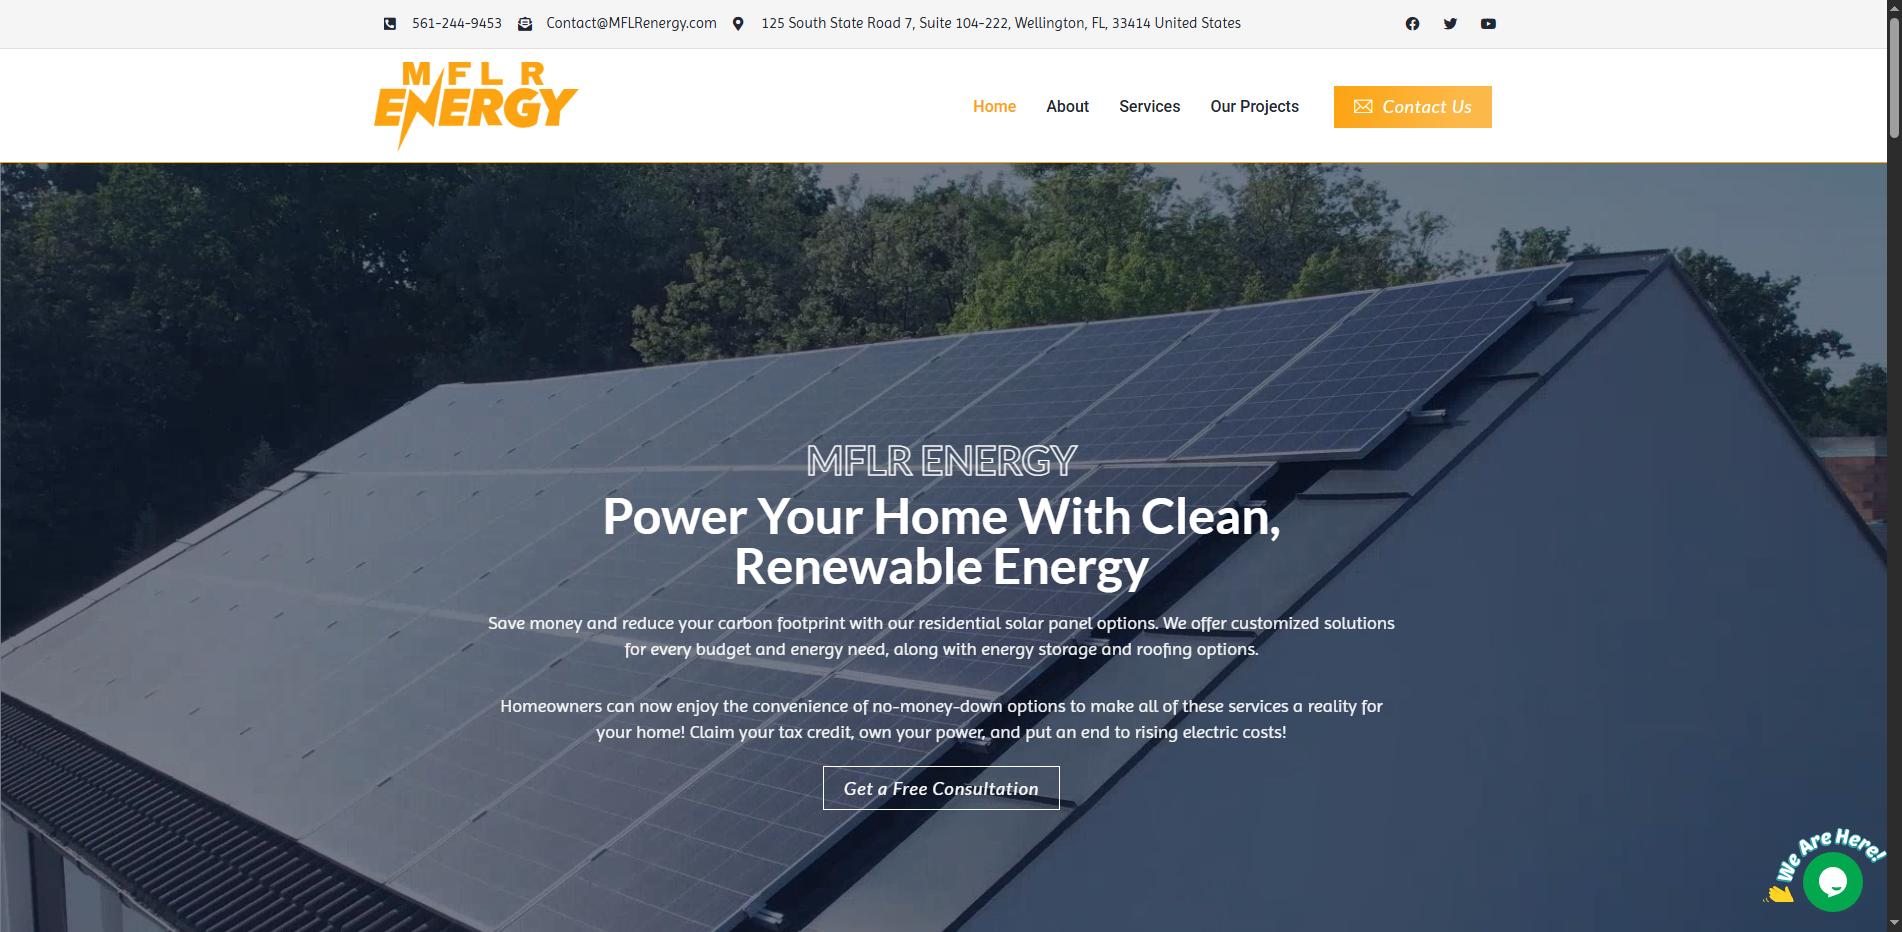 561-244-9453 Contact@MFLRenergy.com 125 South State Road 7, Suite 104-222, Wellington, FL, 33414 United States
MFLR
ENERGY
Home About Services Our Projects Contact Us
MFLR ENERGY
Power Your Home With Clean,
Renewable Energy
Save money and reduce your carbon footprint with our residential solar panel options. We offer customized solutions
for every budget and energy need, along with energy storage and roofing options.
Homeowners can now enjoy the convenience of no-money-down options to make all of these services a reality for
your home! Claim your tax credit, own your power, and put an end to rising electric costs!
Get a Free Consultation
We Are Here!